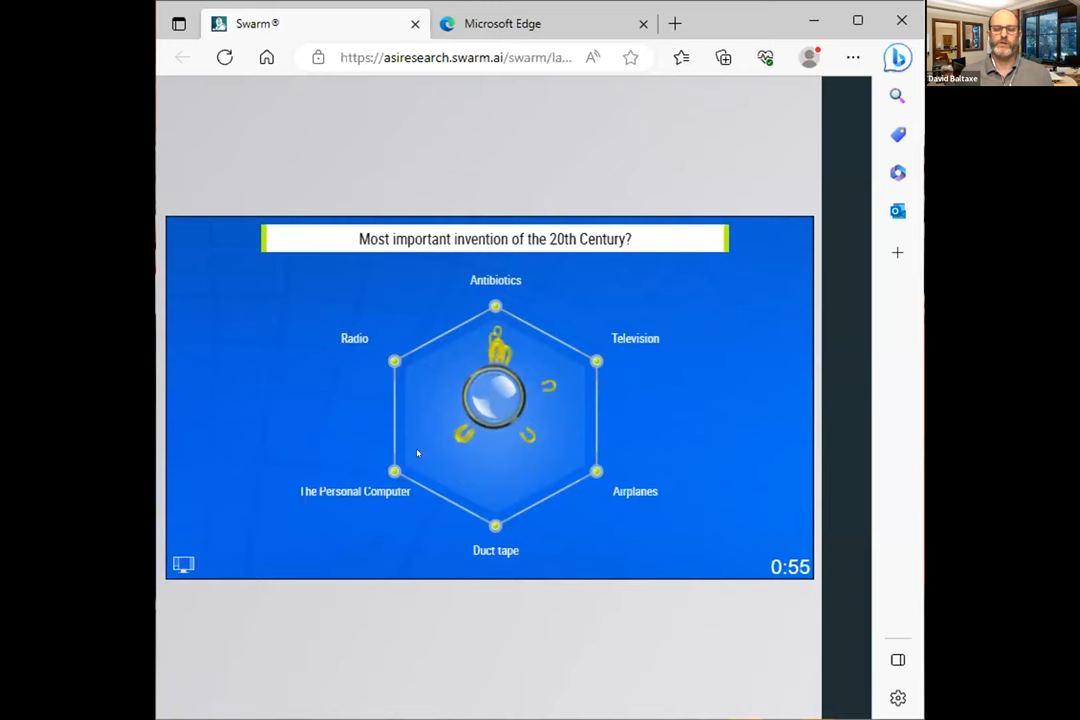 Swarm®
Microsoft Edge
https://asiresearch.swarm.ai/swarm/la...
David Baltaxe
Most important invention of the 20th Century?
Antibiotics
Radio
Television
The Personal Computer
Airplanes
Duct tape
0:55